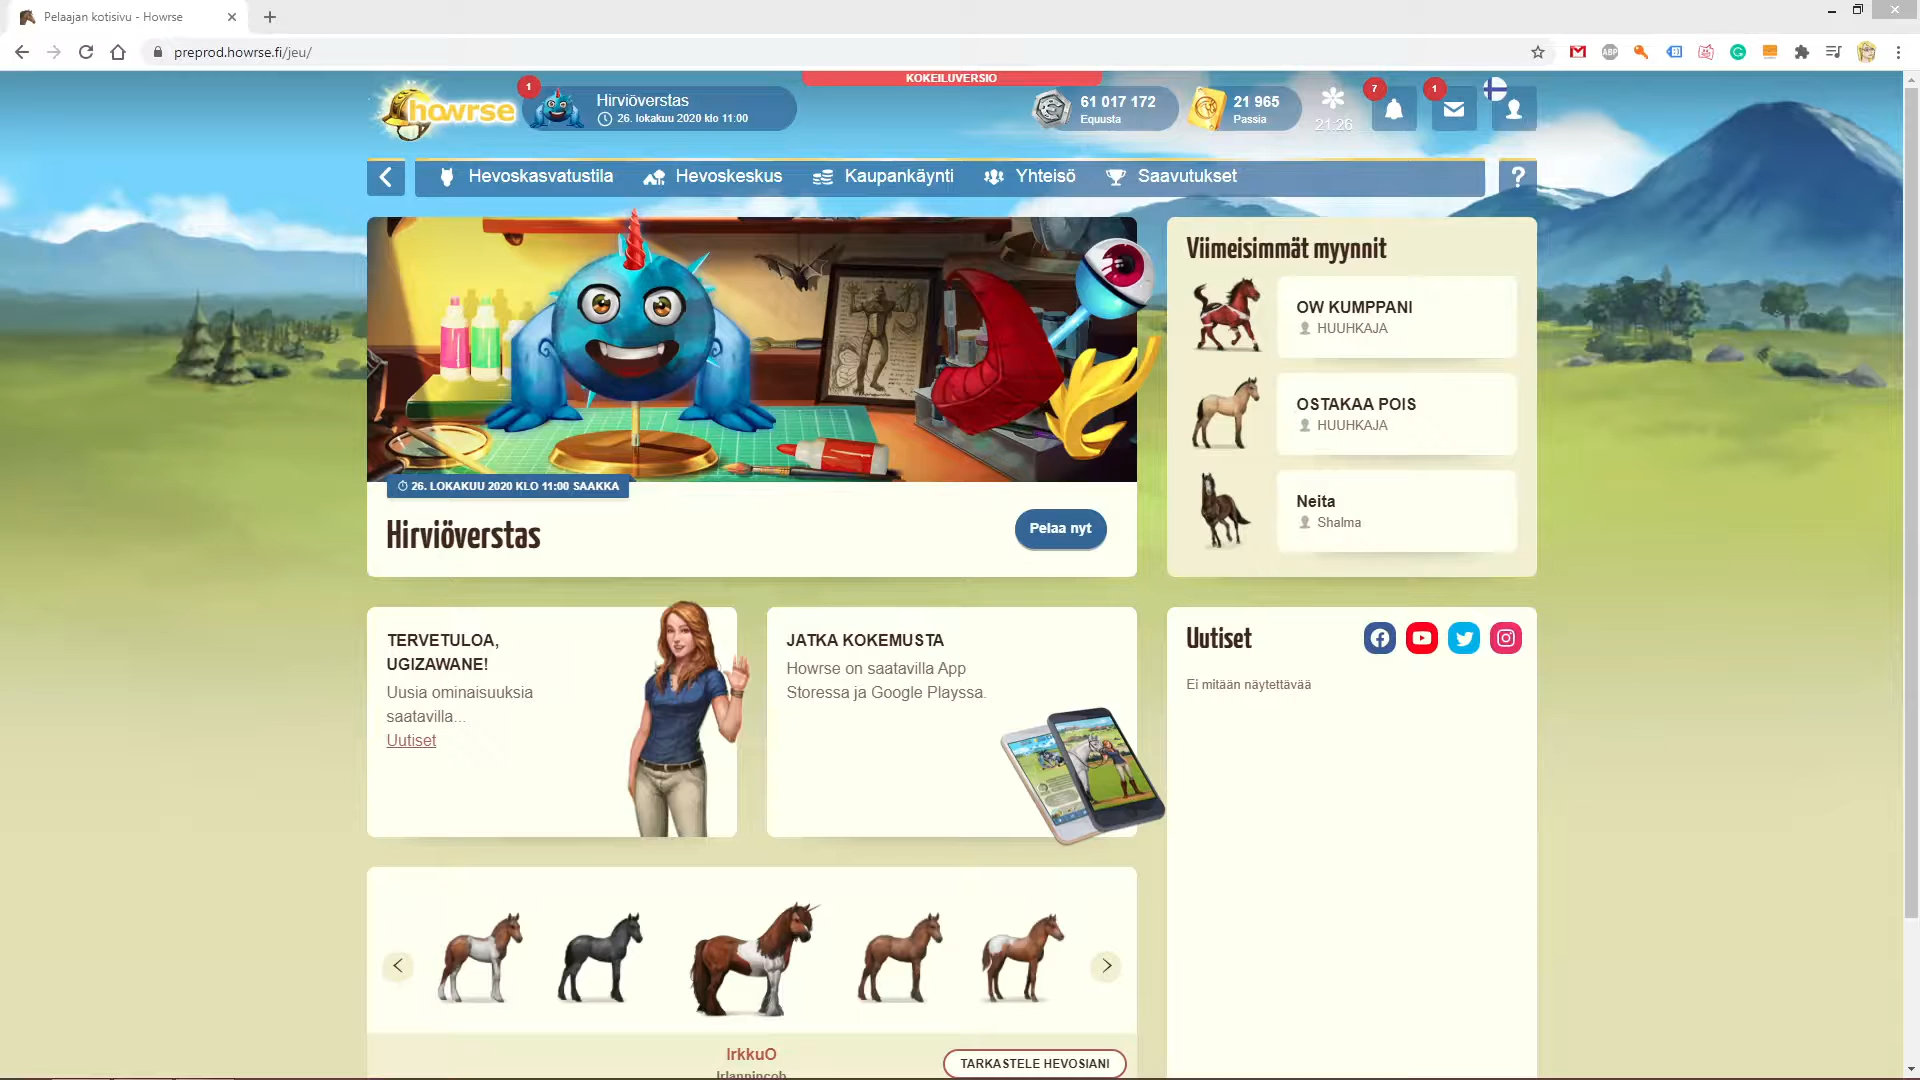 Pelaajan kotisivu - Howrse
preprod.howrse.fi/jeu/
KOKEILUVERSIO
howrse
1
Hirviöverstas
26. lokakuu 2020 klo 11:00
61 017 172
Equusta
21 965
Passia
21:26
7
1
Hevoskasvatustila
Hevoskeskus
Kaupankäynti
Yhteisö
Saavutukset
?
26. LOKAKUU 2020 KLO 11:00 SAAKKA
Hirviöverstas
Pelaa nyt
Viimeisimmät myynnit
OW KUMPPANI
HUUHKAJA
OSTAKAA POIS
HUUHKAJA
Neita
Shalma
TERVETULOA,
UGIZAWANE!
Uusia ominaisuuksia
saatavilla...
Uutiset
JATKA KOKEMUSTA
Howrse on saatavilla App
Storessa ja Google Playssa.
Uutiset
Ei mitään näytettävää
IrkkuO
Irlannincob
TARKASTELE HEVOSIANI